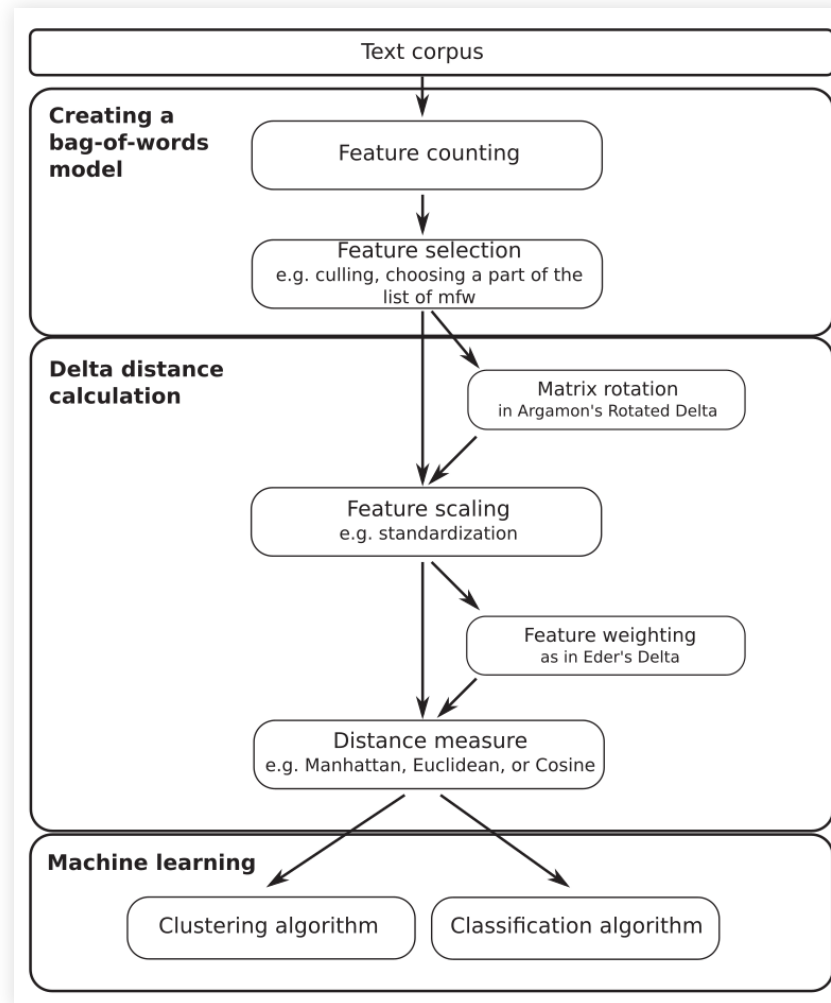 Text corpus
Creating a
bag-of-words
model
Feature counting
Feature selection
e.g. culling, choosing a part of the
list of mfw
Delta distance
calculation
Matrix rotation
in Argamon's Rotated Delta
Feature scaling
e.g. standardization
Feature weighting
as in Eder's Delta
Distance measure
e.g. Manhattan, Euclidean, or Cosine
Machine learning
Clustering algorithm
Classification algorithm